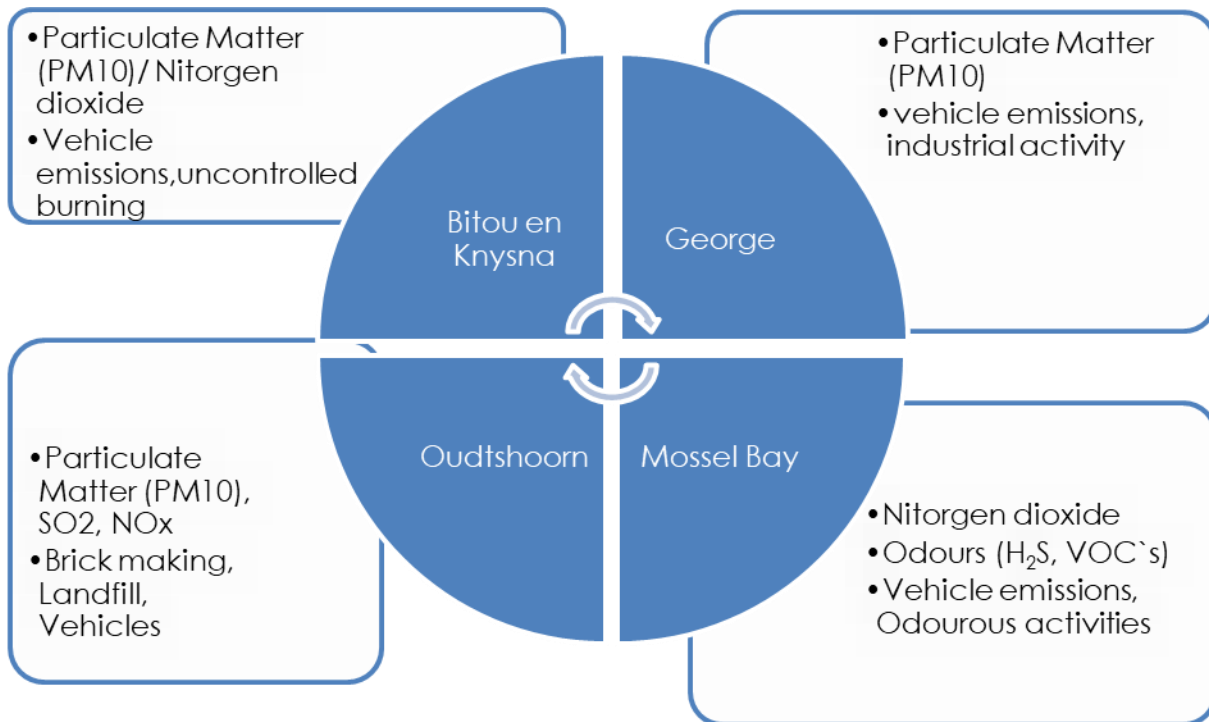 •Particulate Matter
(PM10)/ Nitorgen
dioxide
•Vehicle
emissions,uncontrolled
burning
Bitou en
Knysna
•Particulate Matter
(PM10)
•vehicle emissions,
industrial activity
George
•Particulate
Matter (PM10),
SO2, NOx
•Brick making,
Landfill,
Vehicles
Oudtshoorn
Mossel Bay
•Nitorgen dioxide
•Odours (H₂S, VOC`s)
•Vehicle emissions,
Odourous activities